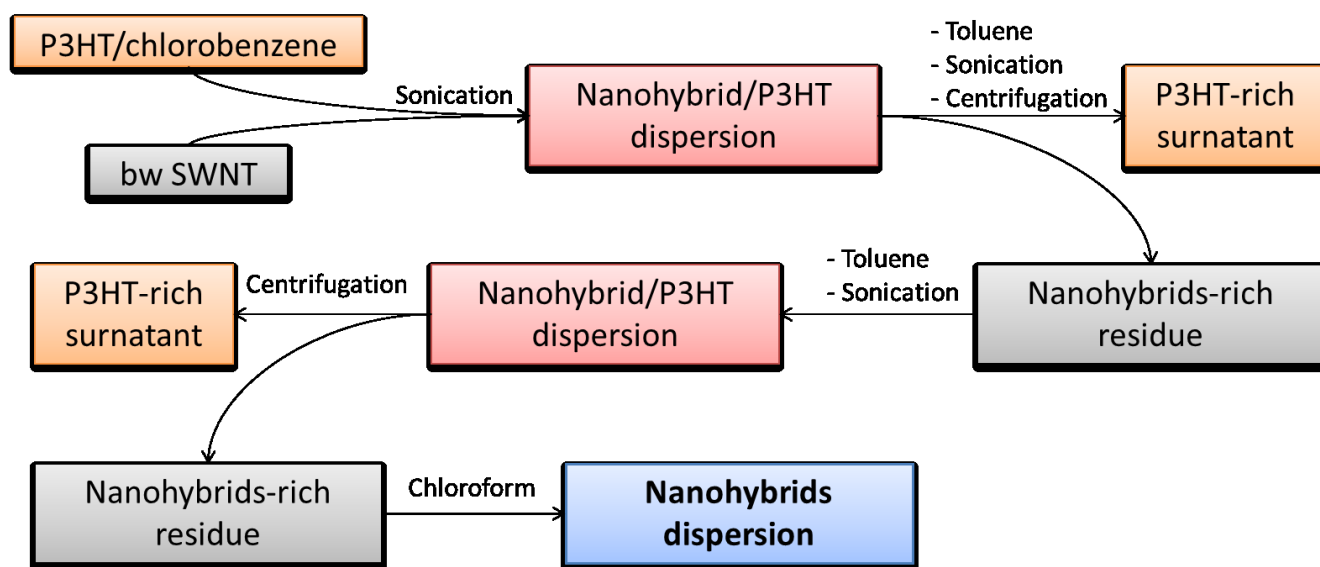 P3HT/chlorobenzene
bw SWNT
Sonication
Nanohybrid/P3HT
dispersion
- Toluene
- Sonication
- Centrifugation
P3HT-rich
surnatant
Nanohybrids-rich
residue
- Toluene
- Sonication
Nanohybrid/P3HT
dispersion
Centrifugation
P3HT-rich
surnatant
Nanohybrids-rich
residue
Chloroform
Nanohybrids
dispersion